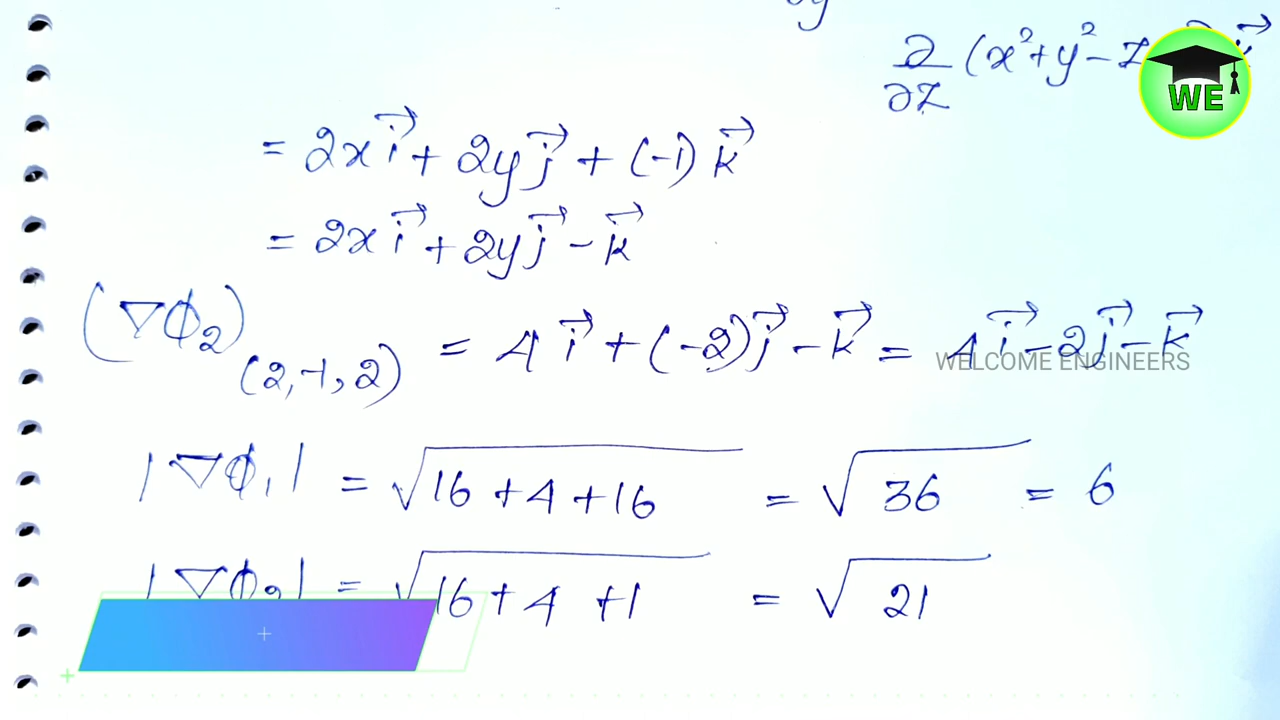 ∂/∂z (x²+y²-z
WE
= 2x i⃗ + 2y j⃗ + (-1) k⃗
= 2x i⃗ + 2y j⃗ - k⃗
(∇ϕ₂)(2,-1,2) = 4 i⃗ + (-2) j⃗ - k⃗ = 4 i⃗ - 2 j⃗ - k⃗
WELCOME ENGINEERS
|∇ϕ₁| = √(16 + 4 + 16) = √36 = 6
|∇ϕ₂| = √(16 + 4 + 1) = √21